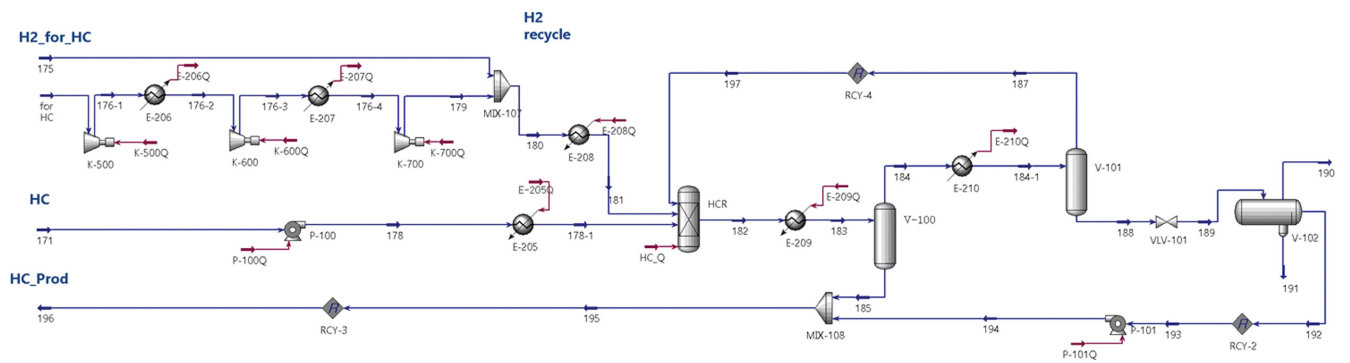 H2
recycle
H2_for_HC
175
E-206Q
E-207Q
for
HC
176-1
E-206
176-2
176-3
E-207
176-4
179
MIX-107
K-500
K-500Q
K-600
K-600Q
K-700
K-700Q
180
E-208
E-208Q
181
197
RCY-4
187
E-210Q
184
E-210
184-1
V-101
190
HC
171
P-100
P-100Q
178
E-205Q
E-205
178-1
HCR
HC_Q
182
E-209Q
E-209
183
V-100
188
VLV-101
189
V-102
191
HC_Prod
196
RCY-3
195
MIX-108
185
194
P-101
P-101Q
193
RCY-2
192